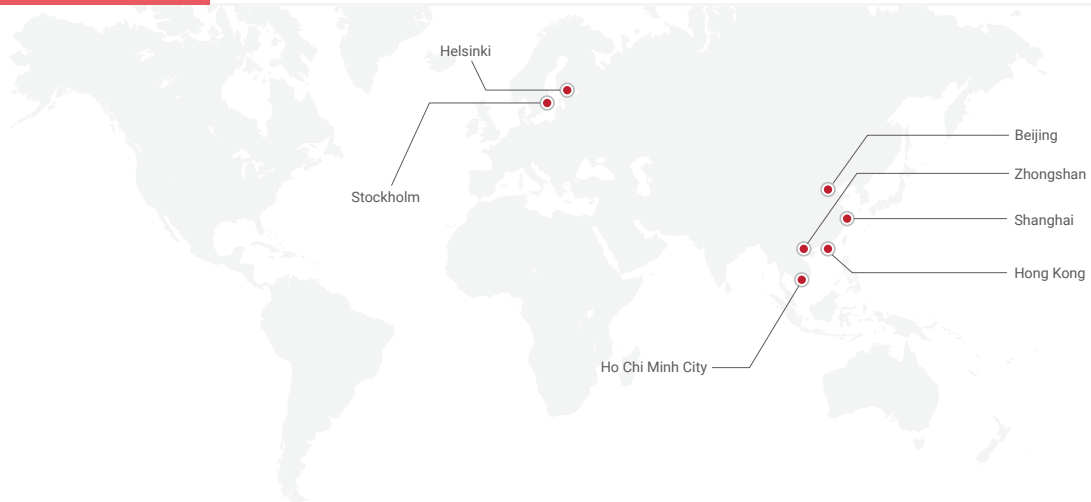 Helsinki
Stockholm
Beijing
Zhongshan
Shanghai
Hong Kong
Ho Chi Minh City